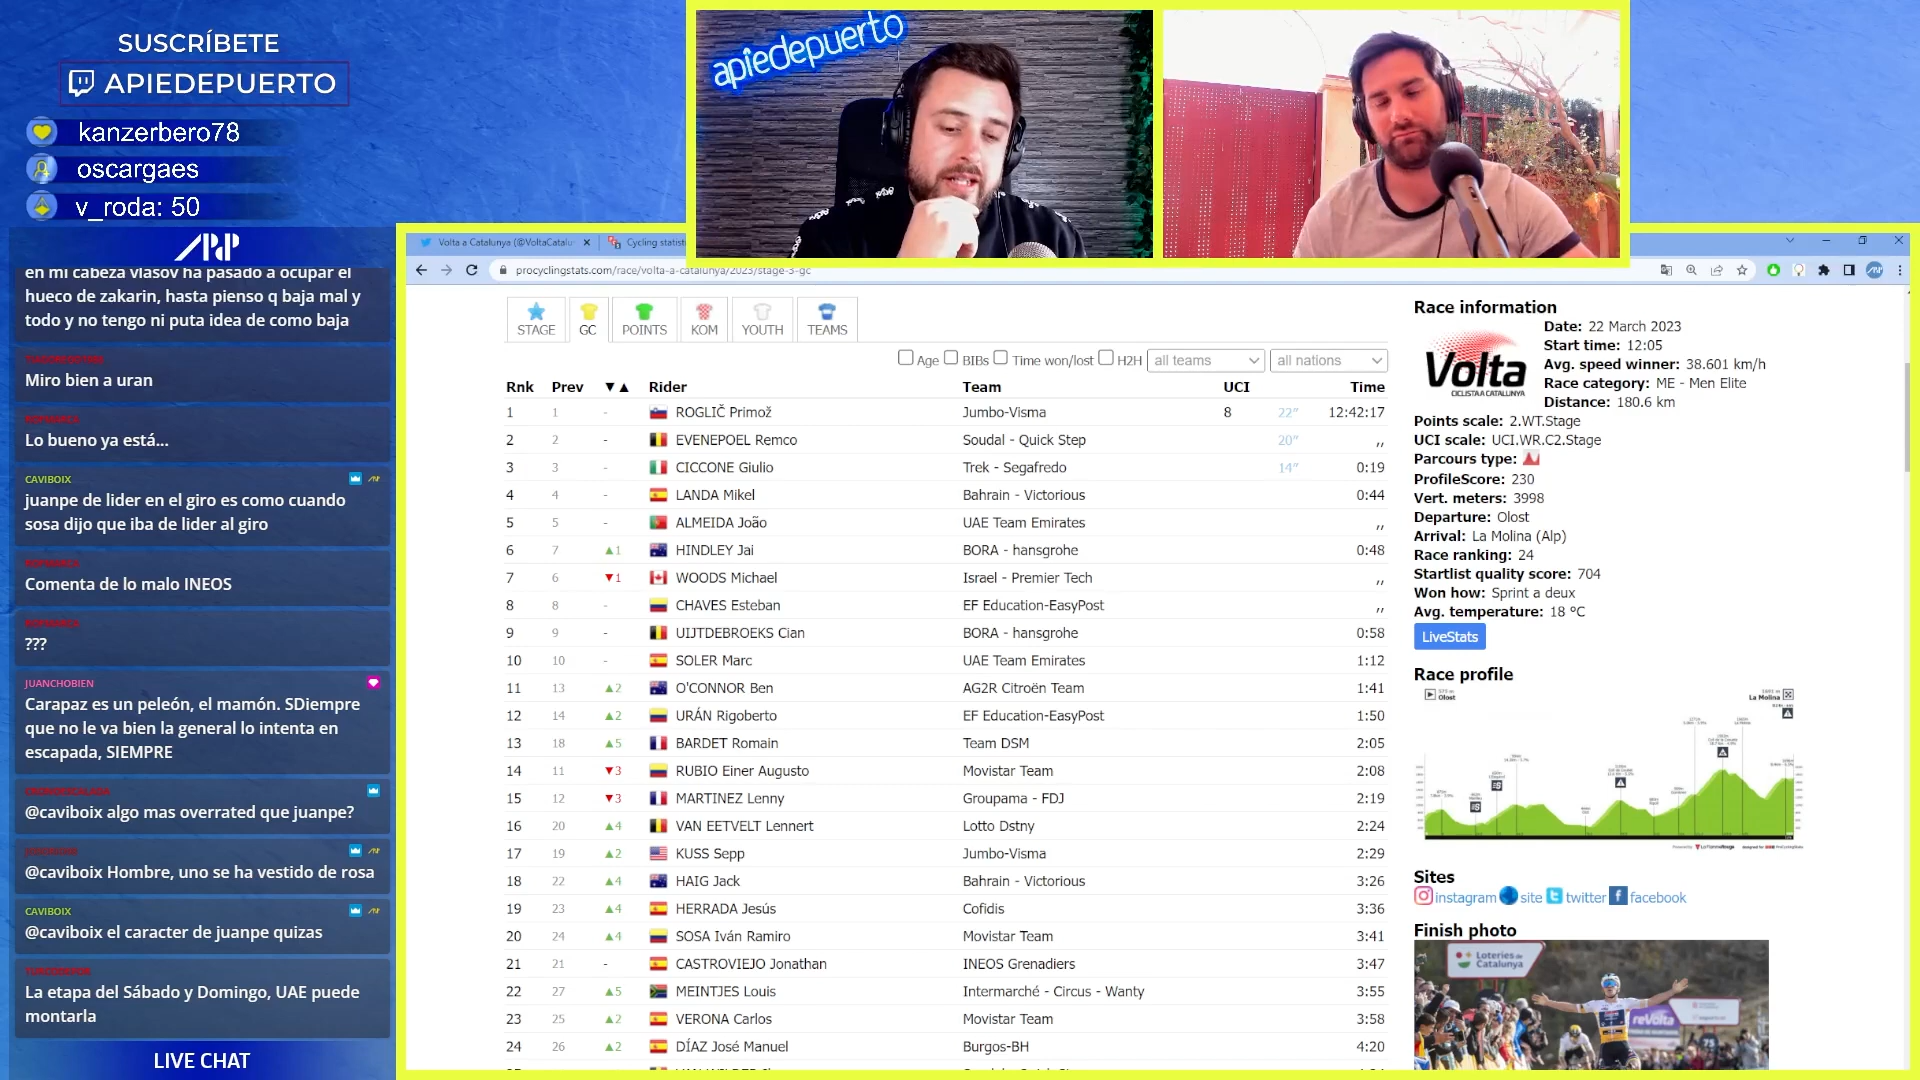 SUSCRÍBETE
APIEDEPUERTO
kanzerbero78
oscargaes
v_roda: 50
apiedepuerto
en mi cabeza vlasov ha pasado a ocupar el
hueco de zakarin, hasta pienso q baja mal y
todo y no tengo ni puta idea de como baja
Miro bien a uran
Lo bueno ya está...
CAVIBOIX
juanpe de lider en el giro es como cuando
sosa dijo que iba de lider al giro
Comenta de lo malo INEOS
???
JUANCHOBIEN
Carapaz es un peleón, el mamón. SDiempre
que no le va bien la general lo intenta en
escapada, SIEMPRE
@caviboix algo mas overrated que juanpe?
@caviboix Hombre, uno se ha vestido de rosa
CAVIBOIX
@caviboix el caracter de juanpe quizas
La etapa del Sábado y Domingo, UAE puede
montarla
LIVE CHAT
Volta a Catalunya (@VoltaCatalu
Cycling statisti
procyclingstats.com/race/volta-a-catalunya/2023/stage-3-gc
STAGE GC POINTS KOM YOUTH TEAMS
Age BIBs Time won/lost H2H all teams all nations
Rnk Prev ▼▲ Rider Team UCI Time
1 1 - ROGLIČ Primož Jumbo-Visma 8 22″ 12:42:17
2 2 - EVENEPOEL Remco Soudal - Quick Step 20″ ,,
3 3 - CICCONE Giulio Trek - Segafredo 14″ 0:19
4 4 - LANDA Mikel Bahrain - Victorious 0:44
5 5 - ALMEIDA João UAE Team Emirates ,,
6 7 ▲1 HINDLEY Jai BORA - hansgrohe 0:48
7 6 ▼1 WOODS Michael Israel - Premier Tech ,,
8 8 - CHAVES Esteban EF Education-EasyPost ,,
9 9 - UIJTDEBROEKS Cian BORA - hansgrohe 0:58
10 10 - SOLER Marc UAE Team Emirates 1:12
11 13 ▲2 O'CONNOR Ben AG2R Citroën Team 1:41
12 14 ▲2 URÁN Rigoberto EF Education-EasyPost 1:50
13 18 ▲5 BARDET Romain Team DSM 2:05
14 11 ▼3 RUBIO Einer Augusto Movistar Team 2:08
15 12 ▼3 MARTINEZ Lenny Groupama - FDJ 2:19
16 20 ▲4 VAN EETVELT Lennert Lotto Dstny 2:24
17 19 ▲2 KUSS Sepp Jumbo-Visma 2:29
18 22 ▲4 HAIG Jack Bahrain - Victorious 3:26
19 23 ▲4 HERRADA Jesús Cofidis 3:36
20 24 ▲4 SOSA Iván Ramiro Movistar Team 3:41
21 21 - CASTROVIEJO Jonathan INEOS Grenadiers 3:47
22 27 ▲5 MEINTJES Louis Intermarché - Circus - Wanty 3:55
23 25 ▲2 VERONA Carlos Movistar Team 3:58
24 26 ▲2 DÍAZ José Manuel Burgos-BH 4:20
Race information
Volta
CICLISTA A CATALUNYA
Date: 22 March 2023
Start time: 12:05
Avg. speed winner: 38.601 km/h
Race category: ME - Men Elite
Distance: 180.6 km
Points scale: 2.WT.Stage
UCI scale: UCI.WR.C2.Stage
Parcours type:
ProfileScore: 230
Vert. meters: 3998
Departure: Olost
Arrival: La Molina (Alp)
Race ranking: 24
Startlist quality score: 704
Won how: Sprint a deux
Avg. temperature: 18 °C
LiveStats
Race profile
Olost
La Molina
Sites
instagram site twitter facebook
Finish photo
Loteries de
Catalunya
reVolta